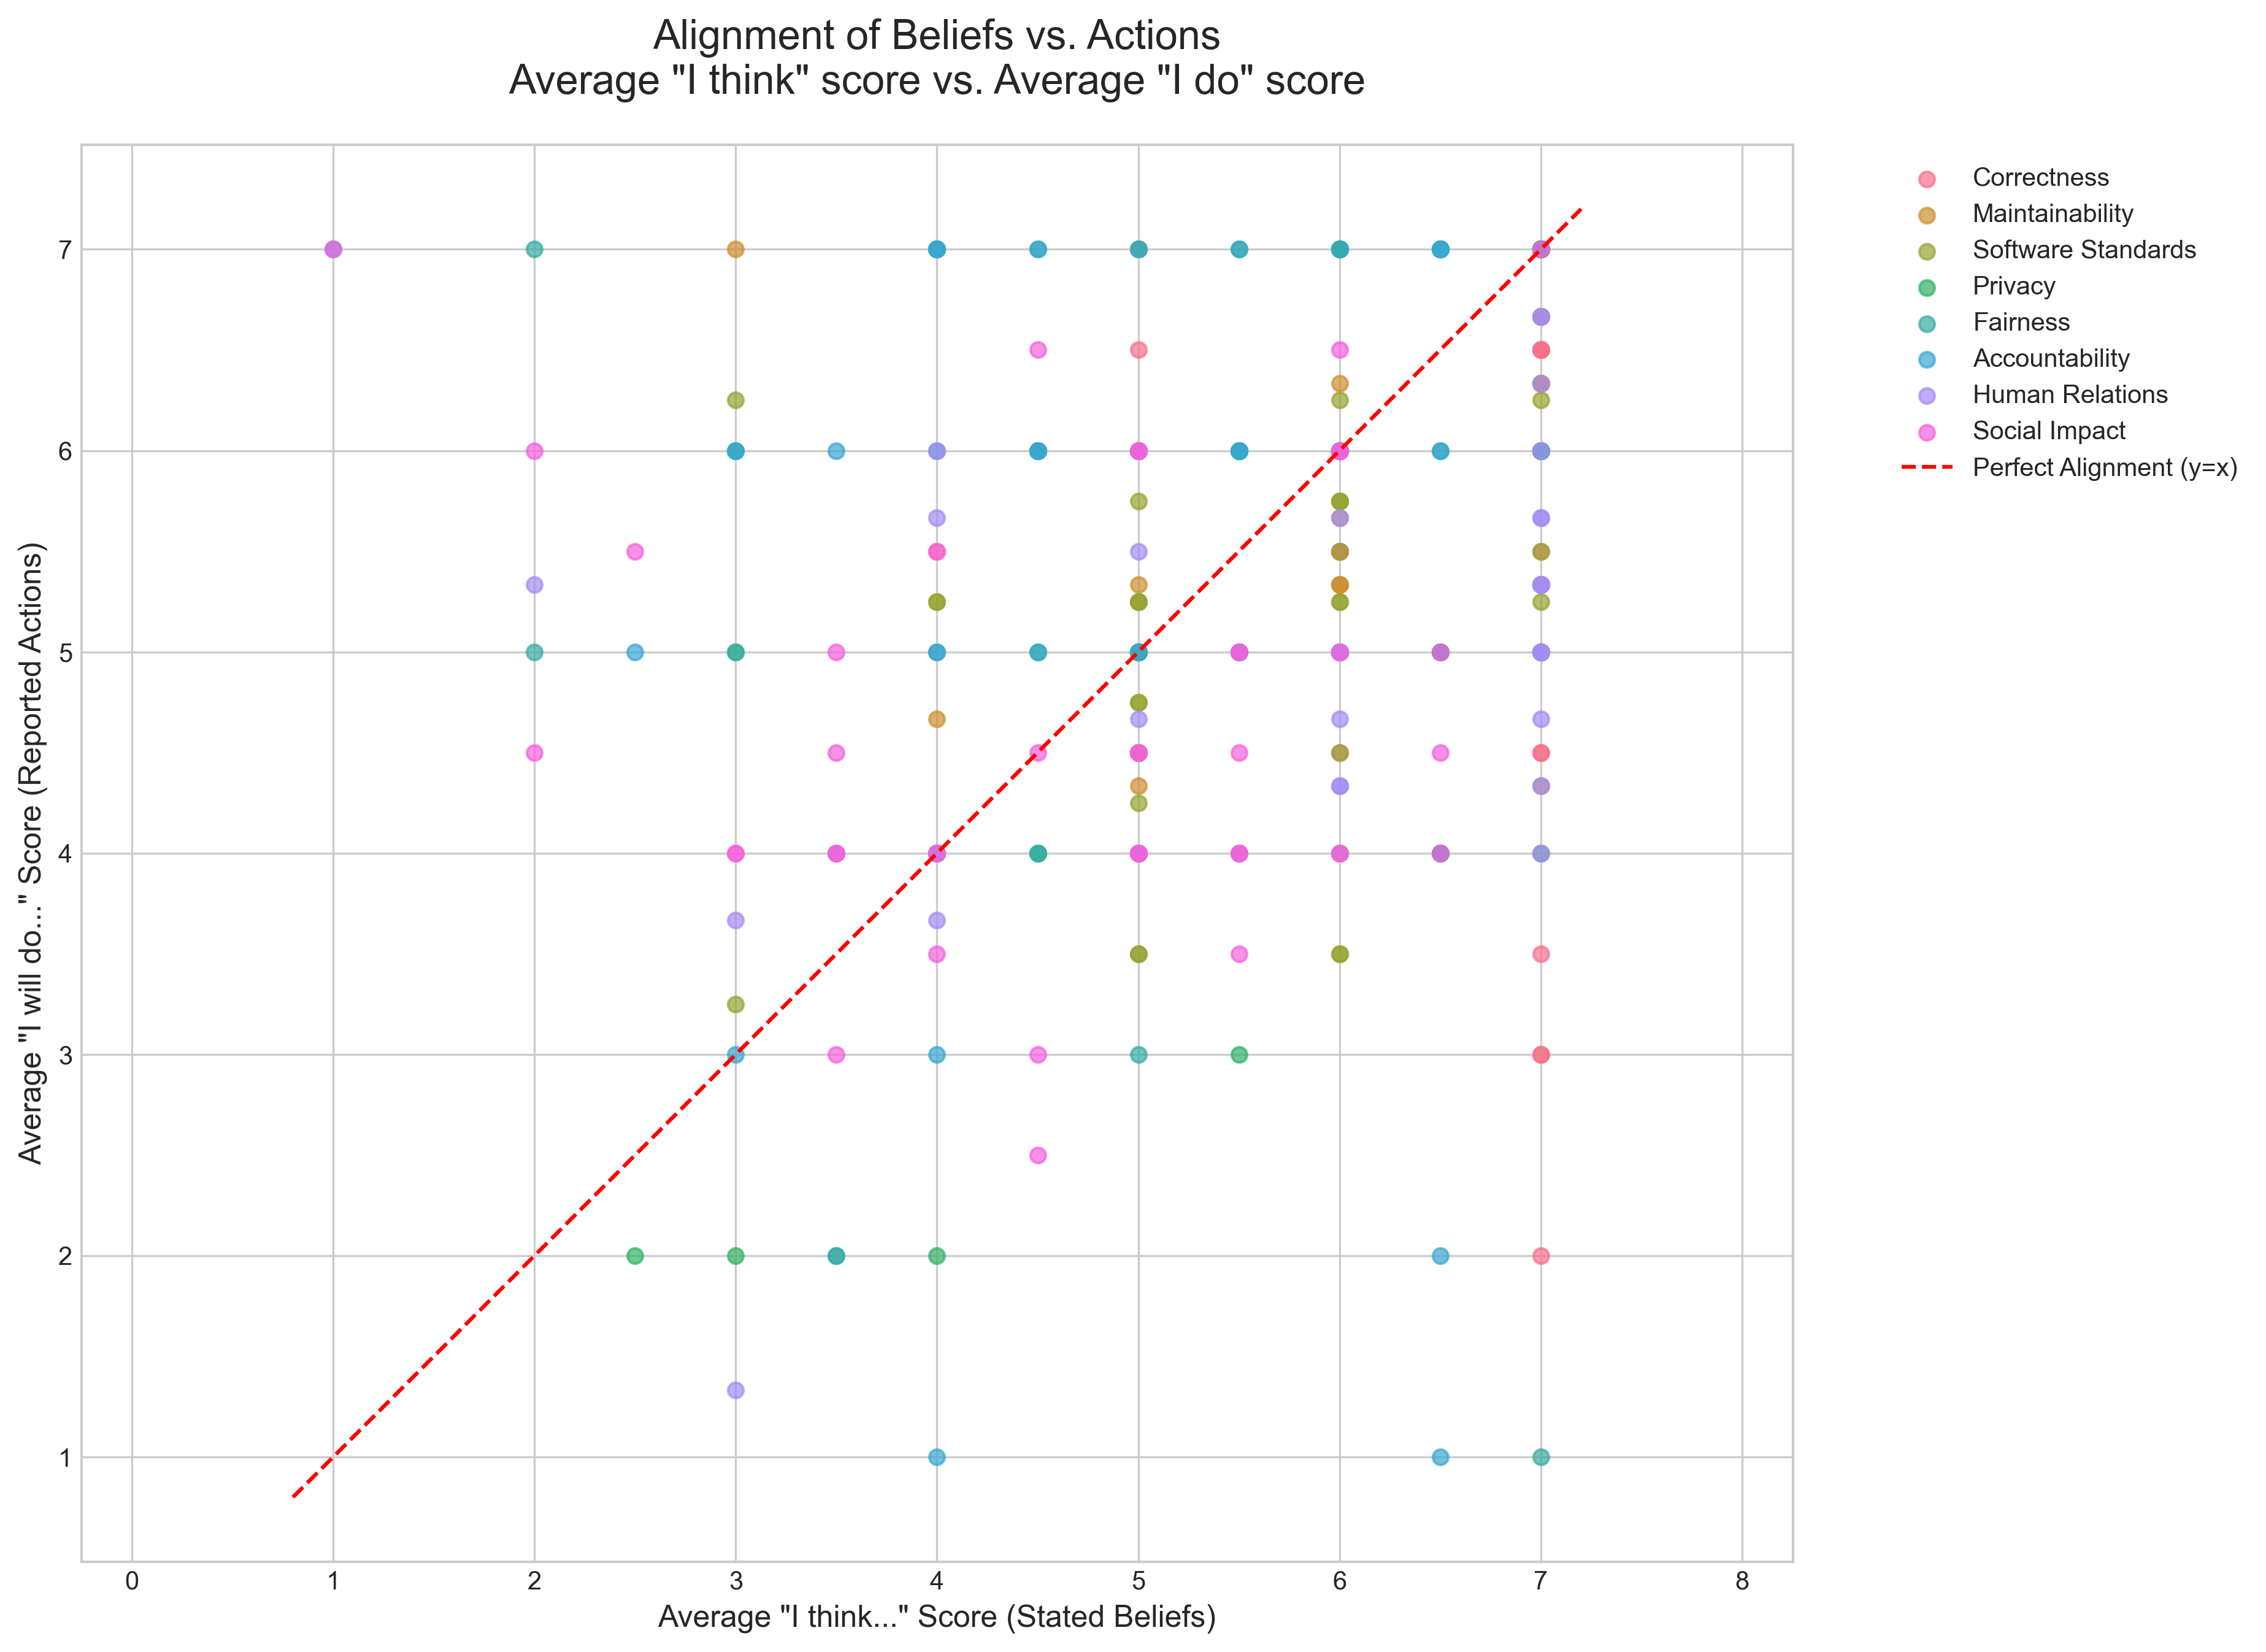 Alignment of Beliefs vs. Actions
Average "I think" score vs. Average "I do" score
Correctness
Maintainability
Software Standards
Privacy
Fairness
Accountability
Human Relations
Social Impact
Perfect Alignment (y=x)
Average "I will do..." Score (Reported Actions)
7
6
5
4
3
2
1
0 1 2 3 4 5 6 7 8
Average "I think..." Score (Stated Beliefs)